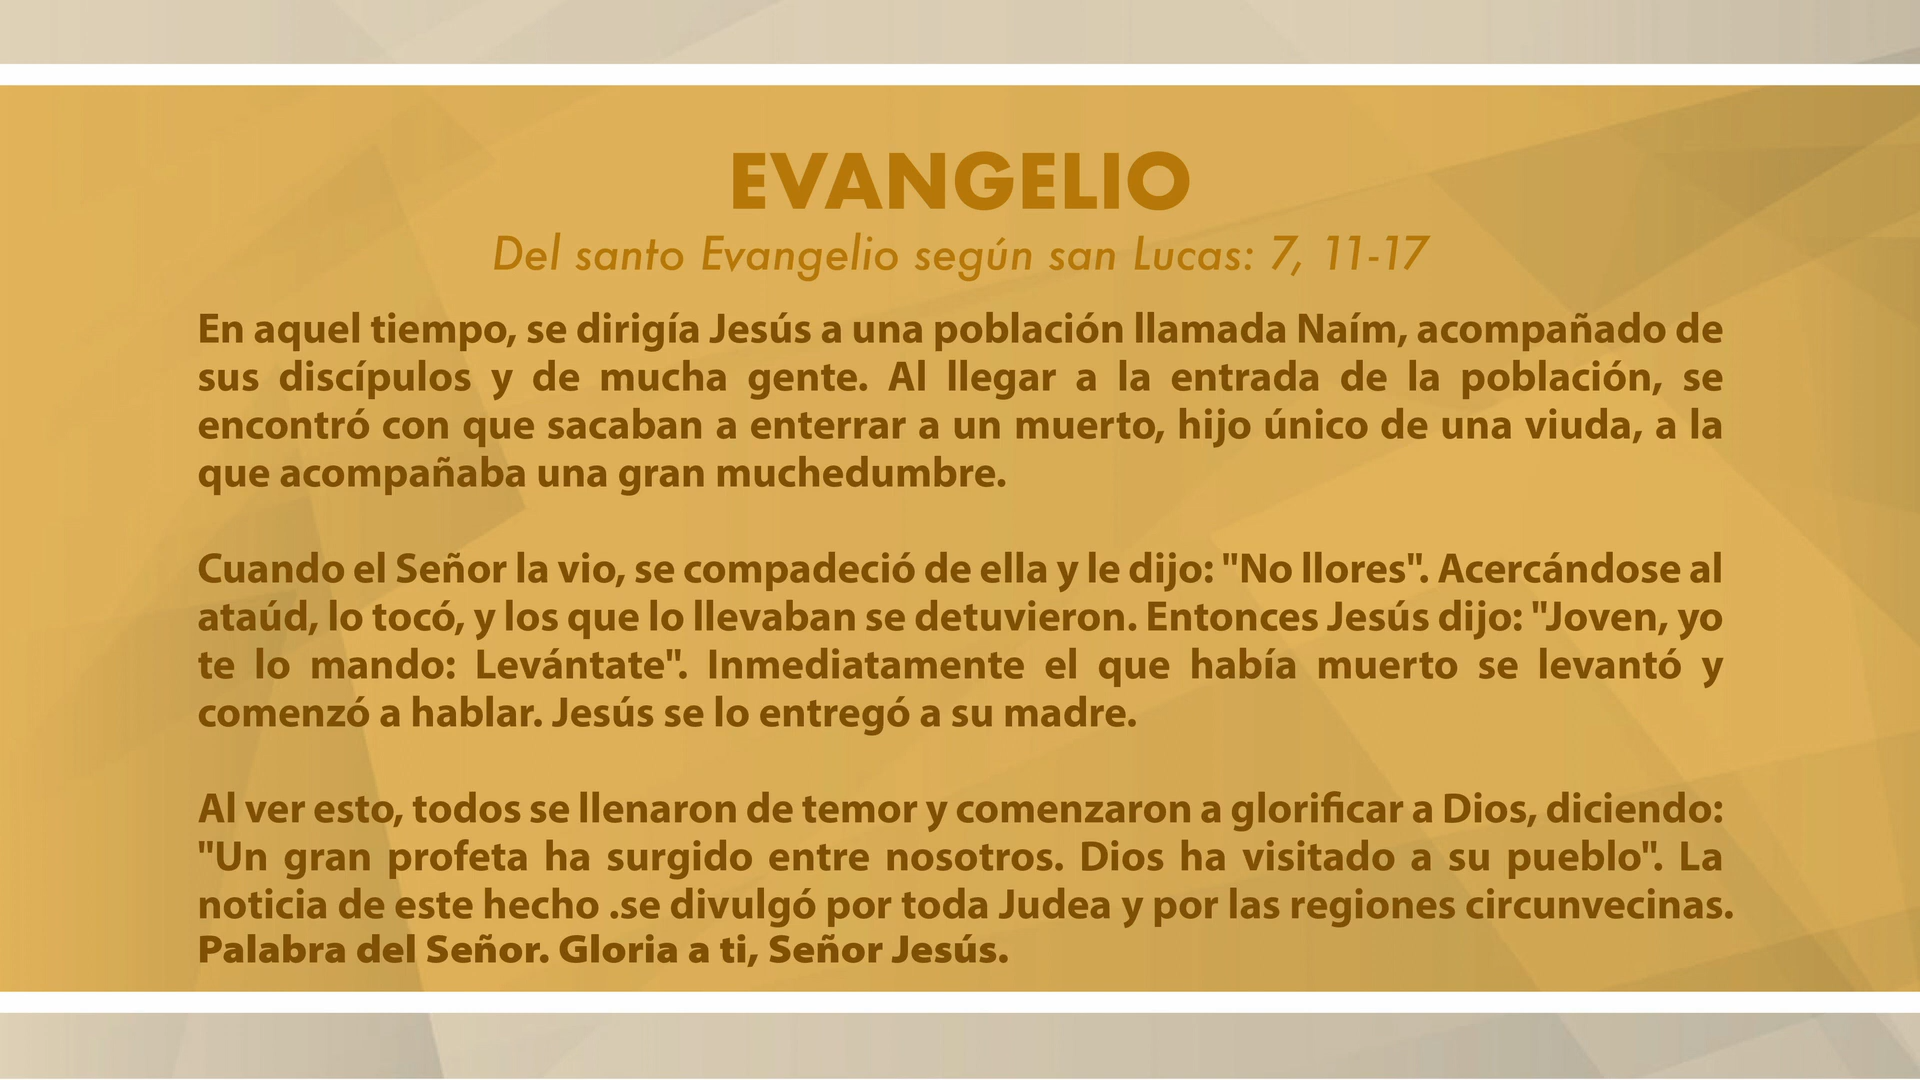 EVANGELIO
Del santo Evangelio según san Lucas: 7, 11-17
En aquel tiempo, se dirigía Jesús a una población llamada Naím, acompañado de
sus discípulos y de mucha gente. Al llegar a la entrada de la población, se
encontró con que sacaban a enterrar a un muerto, hijo único de una viuda, a la
que acompañaba una gran muchedumbre.
Cuando el Señor la vio, se compadeció de ella y le dijo: "No llores". Acercándose al
ataúd, lo tocó, y los que lo llevaban se detuvieron. Entonces Jesús dijo: "Joven, yo
te lo mando: Levántate". Inmediatamente el que había muerto se levantó y
comenzó a hablar. Jesús se lo entregó a su madre.
Al ver esto, todos se llenaron de temor y comenzaron a glorificar a Dios, diciendo:
"Un gran profeta ha surgido entre nosotros. Dios ha visitado a su pueblo". La
noticia de este hecho .se divulgó por toda Judea y por las regiones circunvecinas.
Palabra del Señor. Gloria a ti, Señor Jesús.